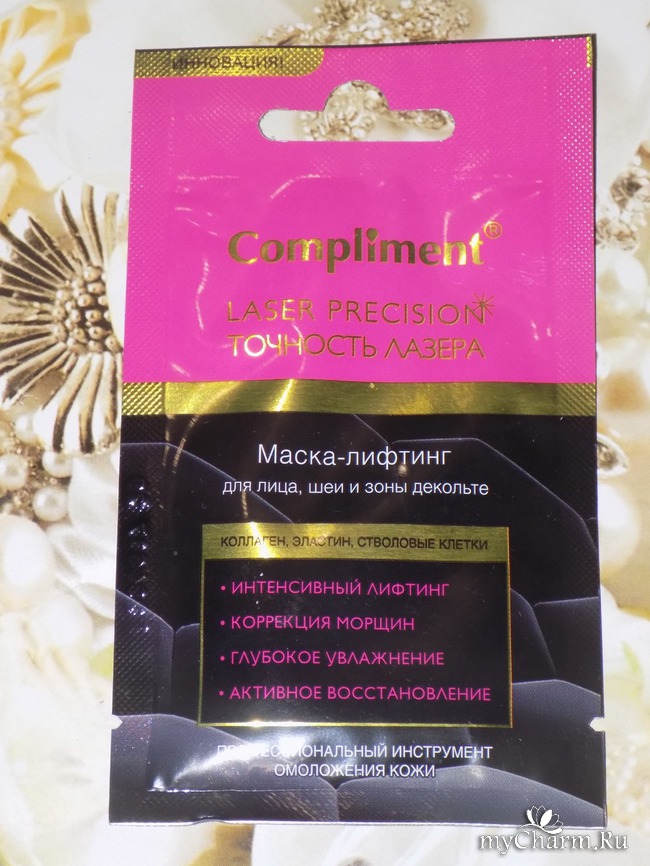 ИННОВАЦИЯ!
Compliment®
LASER PRECISION
ТОЧНОСТЬ ЛАЗЕРА
Маска-лифтинг
для лица, шеи и зоны декольте
КОЛЛАГЕН, ЭЛАСТИН, СТВОЛОВЫЕ КЛЕТКИ
• ИНТЕНСИВНЫЙ ЛИФТИНГ
• КОРРЕКЦИЯ МОРЩИН
• ГЛУБОКОЕ УВЛАЖНЕНИЕ
• АКТИВНОЕ ВОССТАНОВЛЕНИЕ
ПРОФЕССИОНАЛЬНЫЙ ИНСТРУМЕНТ
ОМОЛОЖЕНИЯ КОЖИ
myCharm.Ru